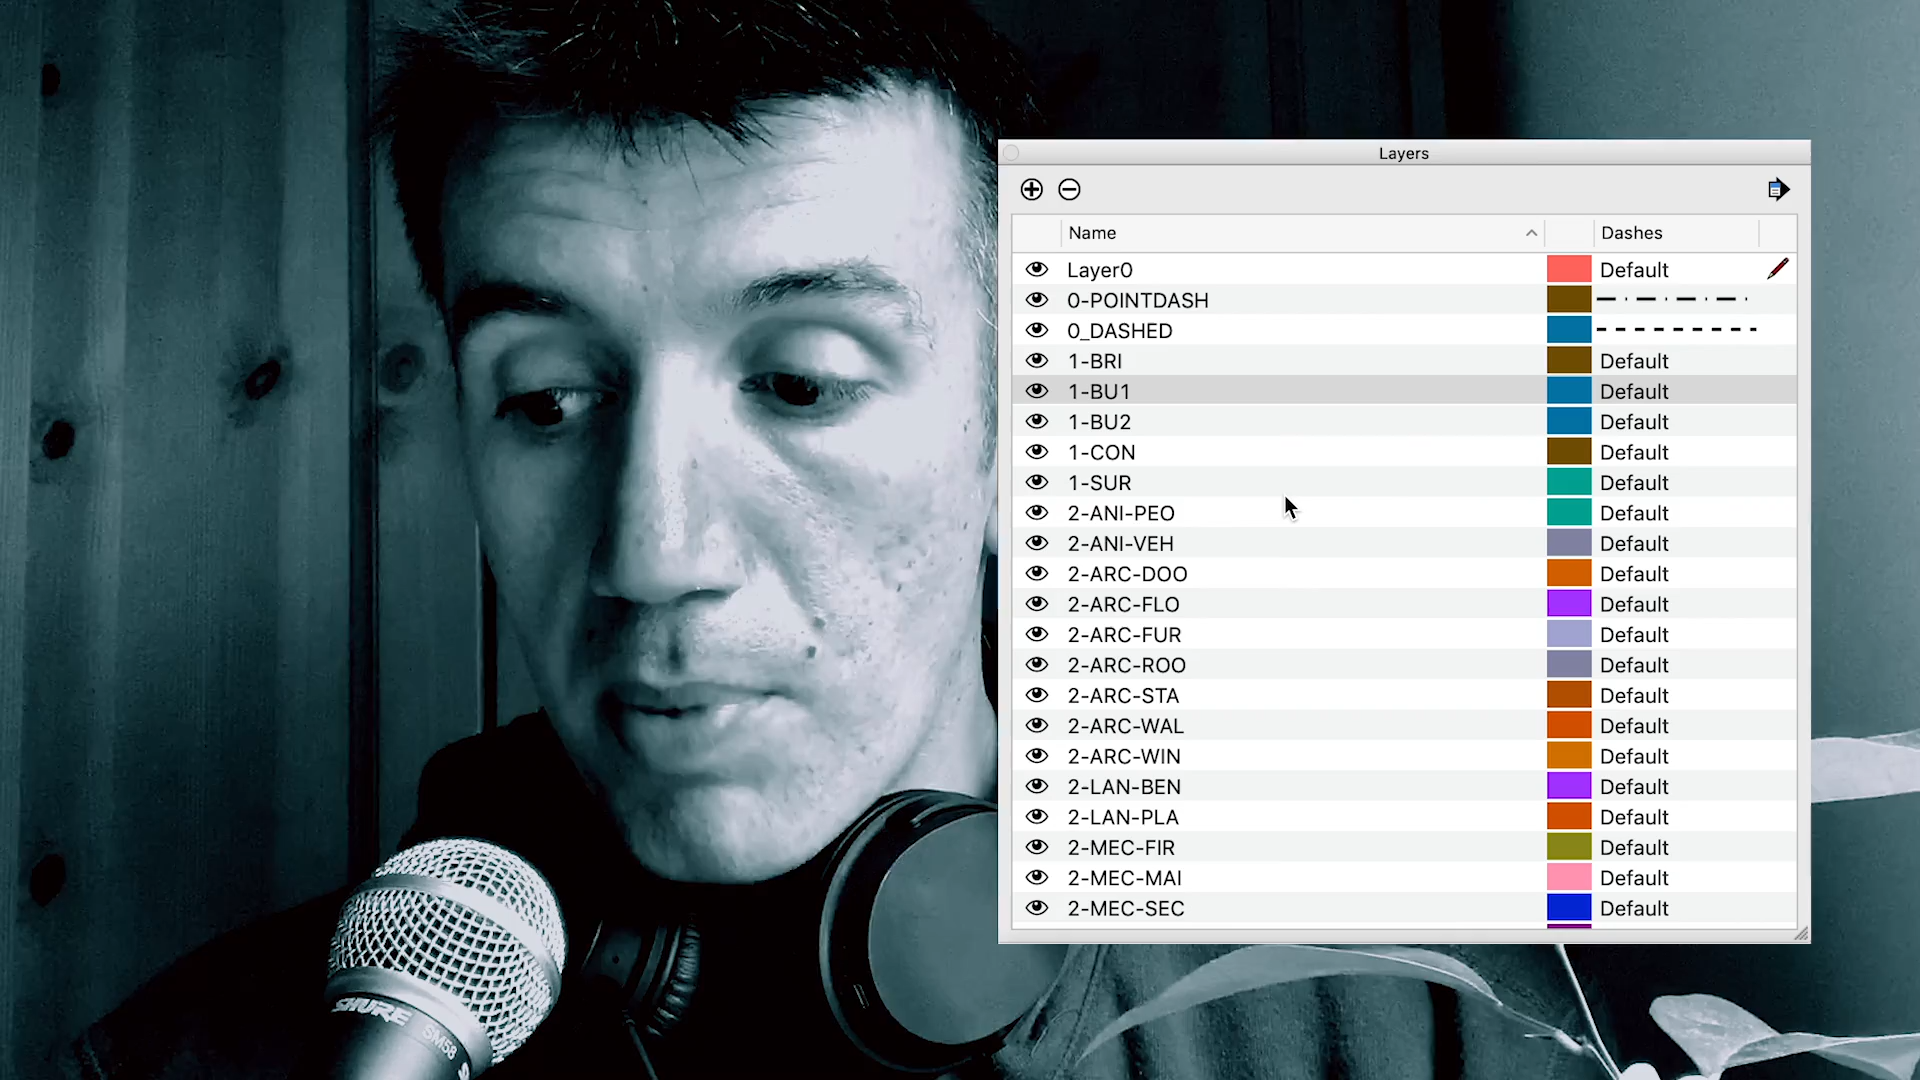 Layers
Name Dashes
Layer0 Default
0-POINTDASH
0_DASHED
1-BRI Default
1-BU1 Default
1-BU2 Default
1-CON Default
1-SUR Default
2-ANI-PEO Default
2-ANI-VEH Default
2-ARC-DOO Default
2-ARC-FLO Default
2-ARC-FUR Default
2-ARC-ROO Default
2-ARC-STA Default
2-ARC-WAL Default
2-ARC-WIN Default
2-LAN-BEN Default
2-LAN-PLA Default
2-MEC-FIR Default
2-MEC-MAI Default
2-MEC-SEC Default
SHURE SM58